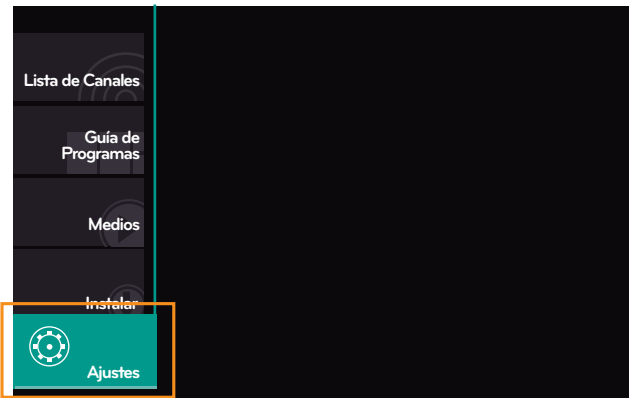 Lista de Canales
Guía de
Programas
Medios
Instalar
Ajustes